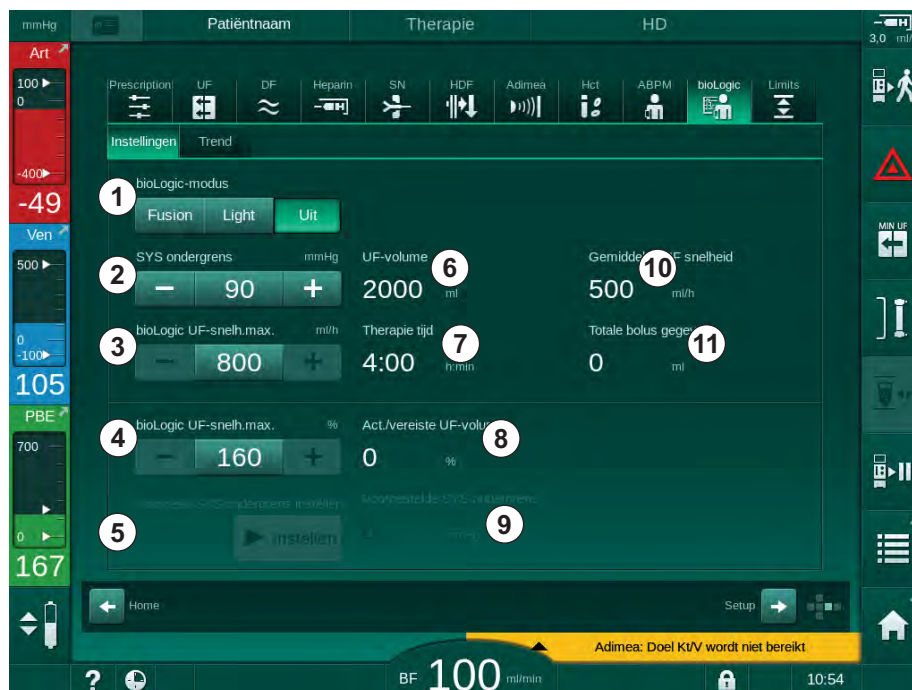 mmHg Patiëntnaam Therapie HD
3,0 ml/
Art
100
0
-400
-49
Ven
500
0
-100
105
PBE
700
0
167
Prescription UF DF Heparin SN HDF Adimea Hct ABPM bioLogic Limits
Instellingen Trend
bioLogic-modus
1 Fusion Light Uit
SYS ondergrens mmHg UF-volume 6 Gemiddelde UF snelheid 10
2 − 90 + 2000 ml 500 ml/h
bioLogic UF-snelh.max. ml/h Therapie tijd 7 Totale bolus 11
3 − 800 + 4:00 h:min 0 ml
bioLogic UF-snelh.max. % Act./vereiste 8
4 − 160 + 0 %
SYS ondergrens SYS 9
5 Instellen
MIN UF
Home Setup
Adimea: Doel Kt/V wordt niet bereikt
? BF 100 ml/min 10:54